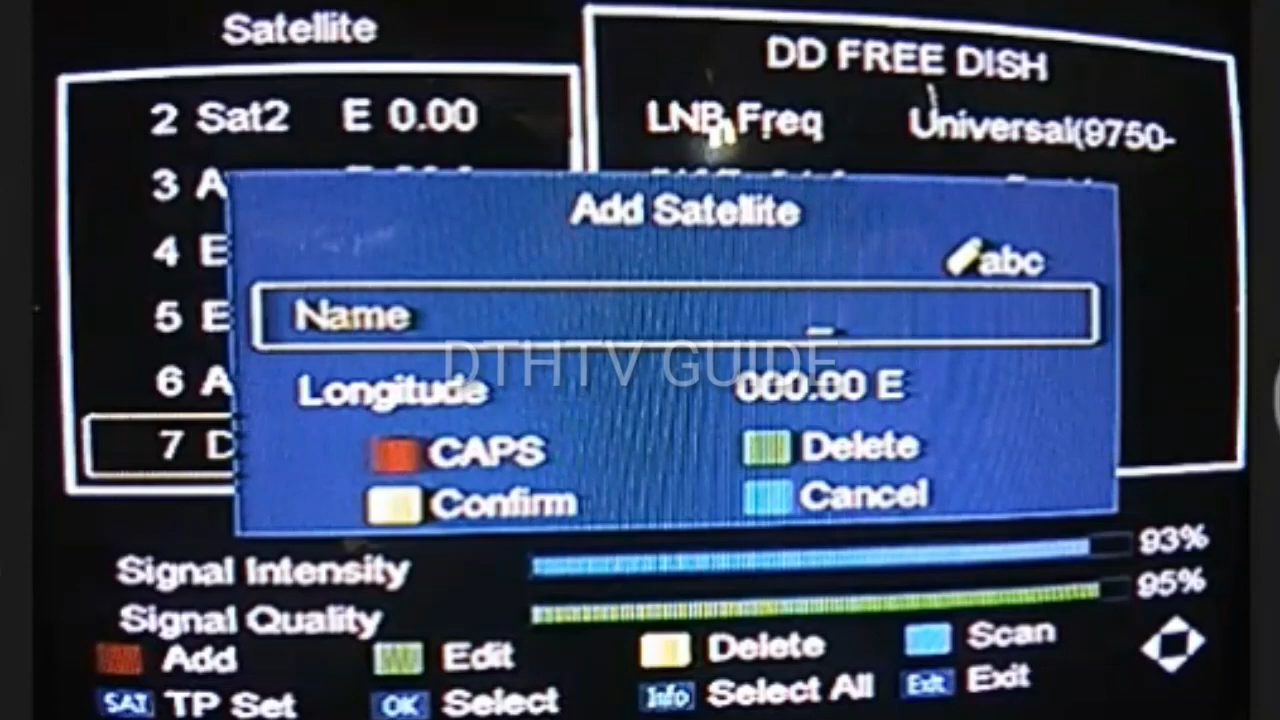 Satellite
DD FREE DISH
2 Sat2 E 0.00
LNB Freq Universal(9750-
3 A
4 E
5 E
6 A
7 D
Add Satellite
abc
Name _
Longitude 000.00 E
CAPS Delete
Confirm Cancel
DTHTV GUIDE
Signal Intensity 93%
Signal Quality 95%
Add Edit Delete Scan
SAT TP Set OK Select Info Select All Exit Exit